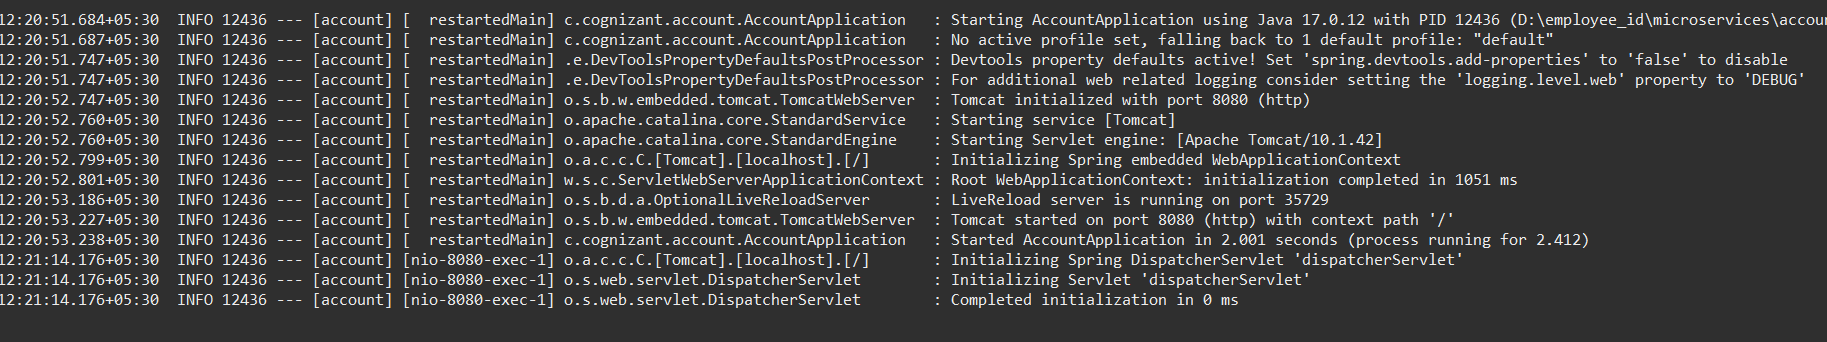 12:20:51.684+05:30  INFO 12436 --- [account] [  restartedMain] c.cognizant.account.AccountApplication   : Starting AccountApplication using Java 17.0.12 with PID 12436 (D:\employee_id\microservices\accou
12:20:51.687+05:30  INFO 12436 --- [account] [  restartedMain] c.cognizant.account.AccountApplication   : No active profile set, falling back to 1 default profile: "default"
12:20:51.747+05:30  INFO 12436 --- [account] [  restartedMain] .e.DevToolsPropertyDefaultsPostProcessor : Devtools property defaults active! Set 'spring.devtools.add-properties' to 'false' to disable
12:20:51.747+05:30  INFO 12436 --- [account] [  restartedMain] .e.DevToolsPropertyDefaultsPostProcessor : For additional web related logging consider setting the 'logging.level.web' property to 'DEBUG'
12:20:52.747+05:30  INFO 12436 --- [account] [  restartedMain] o.s.b.w.embedded.tomcat.TomcatWebServer  : Tomcat initialized with port 8080 (http)
12:20:52.760+05:30  INFO 12436 --- [account] [  restartedMain] o.apache.catalina.core.StandardService   : Starting service [Tomcat]
12:20:52.760+05:30  INFO 12436 --- [account] [  restartedMain] o.apache.catalina.core.StandardEngine    : Starting Servlet engine: [Apache Tomcat/10.1.42]
12:20:52.799+05:30  INFO 12436 --- [account] [  restartedMain] o.a.c.c.C.[Tomcat].[localhost].[/]       : Initializing Spring embedded WebApplicationContext
12:20:52.801+05:30  INFO 12436 --- [account] [  restartedMain] w.s.c.ServletWebServerApplicationContext : Root WebApplicationContext: initialization completed in 1051 ms
12:20:53.186+05:30  INFO 12436 --- [account] [  restartedMain] o.s.b.d.a.OptionalLiveReloadServer       : LiveReload server is running on port 35729
12:20:53.227+05:30  INFO 12436 --- [account] [  restartedMain] o.s.b.w.embedded.tomcat.TomcatWebServer  : Tomcat started on port 8080 (http) with context path '/'
12:20:53.238+05:30  INFO 12436 --- [account] [  restartedMain] c.cognizant.account.AccountApplication   : Started AccountApplication in 2.001 seconds (process running for 2.412)
12:21:14.176+05:30  INFO 12436 --- [account] [nio-8080-exec-1] o.a.c.c.C.[Tomcat].[localhost].[/]       : Initializing Spring DispatcherServlet 'dispatcherServlet'
12:21:14.176+05:30  INFO 12436 --- [account] [nio-8080-exec-1] o.s.web.servlet.DispatcherServlet        : Initializing Servlet 'dispatcherServlet'
12:21:14.176+05:30  INFO 12436 --- [account] [nio-8080-exec-1] o.s.web.servlet.DispatcherServlet        : Completed initialization in 0 ms